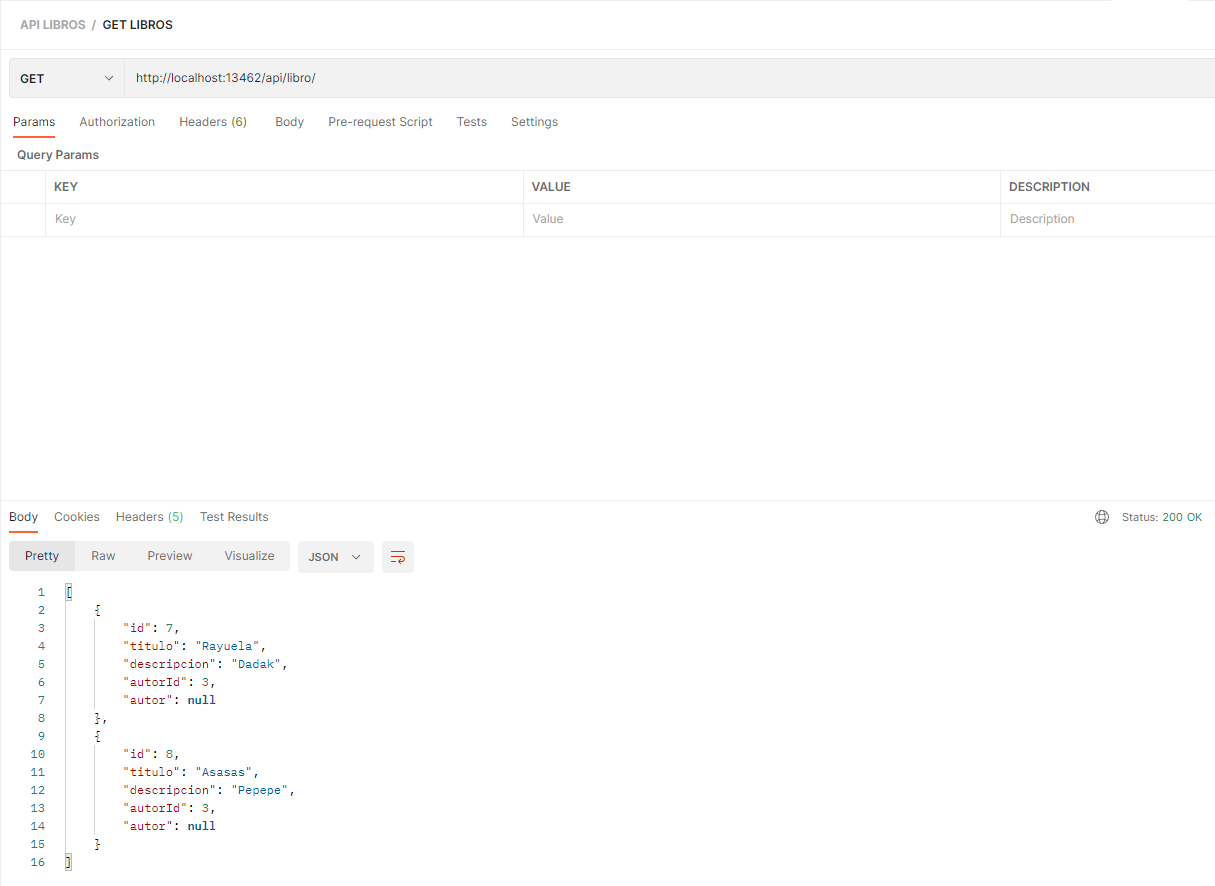 API LIBROS / GET LIBROS
GET http://localhost:13462/api/libro/
Params Authorization Headers (6) Body Pre-request Script Tests Settings
Query Params
KEY VALUE DESCRIPTION
Key Value Description
Body Cookies Headers (5) Test Results Status: 200 OK
Pretty Raw Preview Visualize JSON
1 [
2 {
3 "id": 7,
4 "titulo": "Rayuela",
5 "descripcion": "Dadak",
6 "autorId": 3,
7 "autor": null
8 },
9 {
10 "id": 8,
11 "titulo": "Asasas",
12 "descripcion": "Pepepe",
13 "autorId": 3,
14 "autor": null
15 }
16 ]